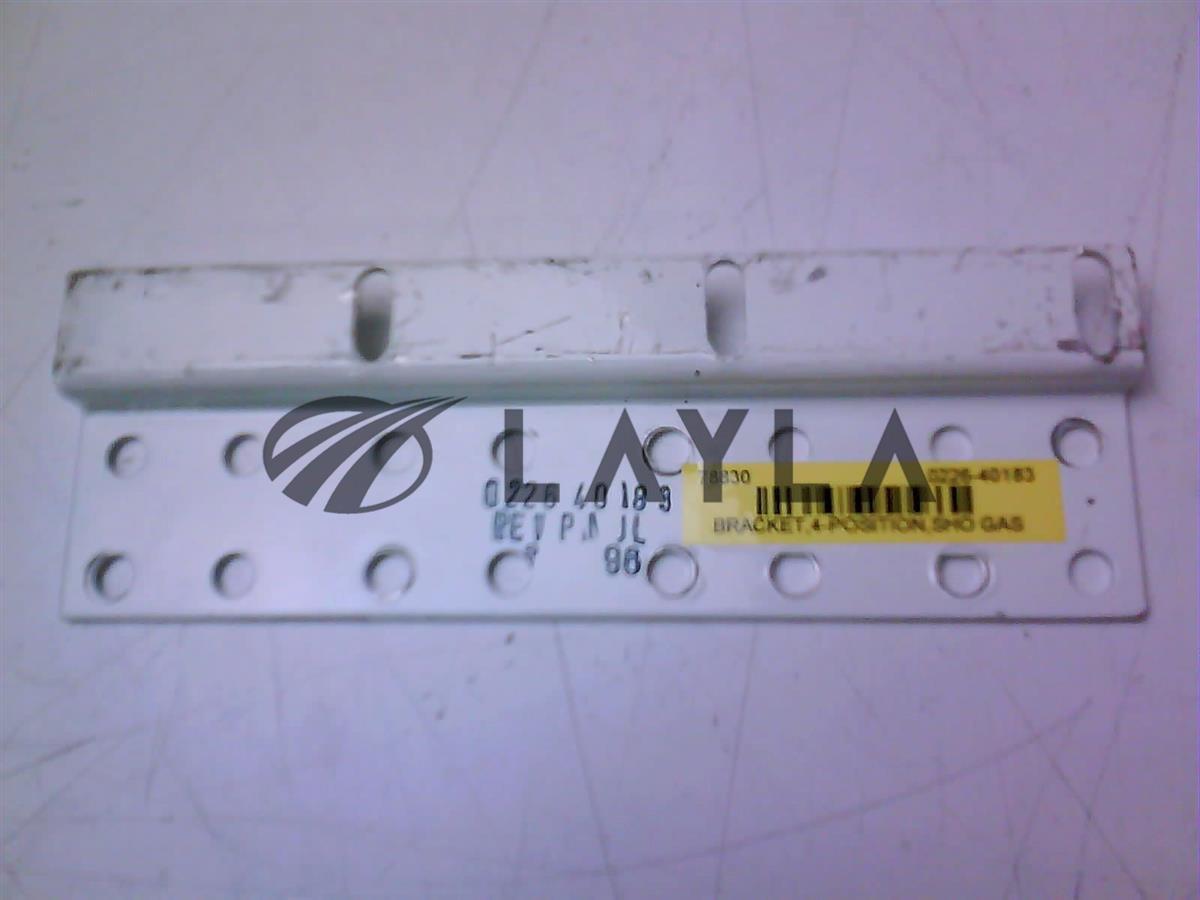 LAYLA
78830 0226-40183
BRACKET,4-POSITION,SHO GAS
0226 40183
REV P.A JL
96